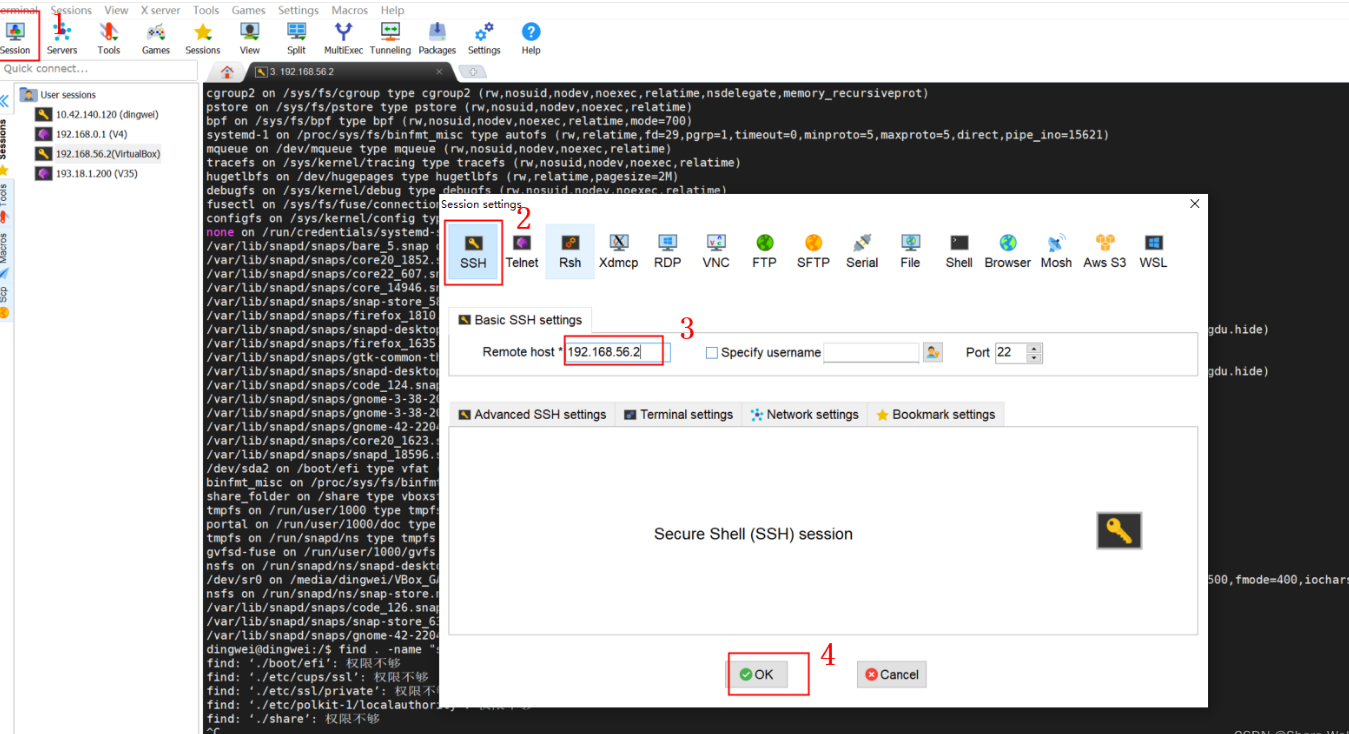 Terminal Sessions View X server Tools Games Settings Macros Help
1
Session Servers Tools Games Sessions View Split MultiExec Tunneling Packages Settings Help
Quick connect...
3. 192.168.56.2
User sessions
10.42.140.120 (dingwei)
192.168.0.1 (V4)
192.168.56.2(VirtualBox)
193.18.1.200 (V35)
Sessions
Tools
Macros
Scp
cgroup2 on /sys/fs/cgroup type cgroup2 (rw,nosuid,nodev,noexec,relatime,nsdelegate,memory_recursiveprot)
pstore on /sys/fs/pstore type pstore (rw,nosuid,nodev,noexec,relatime)
bpf on /sys/fs/bpf type bpf (rw,nosuid,nodev,noexec,relatime,mode=700)
systemd-1 on /proc/sys/fs/binfmt_misc type autofs (rw,relatime,fd=29,pgrp=1,timeout=0,minproto=5,maxproto=5,direct,pipe_ino=15621)
mqueue on /dev/mqueue type mqueue (rw,nosuid,nodev,noexec,relatime)
tracefs on /sys/kernel/tracing type tracefs (rw,nosuid,nodev,noexec,relatime)
hugetlbfs on /dev/hugepages type hugetlbfs (rw,relatime,pagesize=2M)
debugfs on /sys/kernel/debug type debugfs (rw,nosuid,nodev,noexec,relatime)
fusectl on /sys/fs/fuse/connection
configfs on /sys/kernel/config typ
none on /run/credentials/systemd-
/var/lib/snapd/snaps/bare_5.snap
/var/lib/snapd/snaps/core20_1852.
/var/lib/snapd/snaps/core22_607.s
/var/lib/snapd/snaps/core_14946.s
/var/lib/snapd/snaps/snap-store_58
/var/lib/snapd/snaps/firefox_1810.
/var/lib/snapd/snaps/snapd-desktop gdu.hide)
/var/lib/snapd/snaps/firefox_1635.
/var/lib/snapd/snaps/gtk-common-th
/var/lib/snapd/snaps/snapd-desktop gdu.hide)
/var/lib/snapd/snaps/code_124.snap
/var/lib/snapd/snaps/gnome-3-38-20
/var/lib/snapd/snaps/gnome-3-38-20
/var/lib/snapd/snaps/gnome-42-2204
/var/lib/snapd/snaps/core20_1623.s
/var/lib/snapd/snaps/snapd_18596.s
/dev/sda2 on /boot/efi type vfat
binfmt_misc on /proc/sys/fs/binfmt
share_folder on /share type vboxsf
tmpfs on /run/user/1000 type tmpfs
portal on /run/user/1000/doc type
tmpfs on /run/snapd/ns type tmpfs
gvfsd-fuse on /run/user/1000/gvfs
nsfs on /run/snapd/ns/snapd-deskto
/dev/sr0 on /media/dingwei/VBox_GA 500,fmode=400,iochars
nsfs on /run/snapd/ns/snap-store.m
/var/lib/snapd/snaps/code_126.snap
/var/lib/snapd/snaps/snap-store_63
/var/lib/snapd/snaps/gnome-42-2204
dingwei@dingwei:/$ find . -name "s
find: ‘./boot/efi’: 权限不够
find: ‘./etc/cups/ssl’: 权限不够
find: ‘./etc/ssl/private’: 权限不
find: ‘./etc/polkit-1/localauthority’: 权限不够
find: ‘./share’: 权限不够
^C
Session settings
2
SSH Telnet Rsh Xdmcp RDP VNC FTP SFTP Serial File Shell Browser Mosh Aws S3 WSL
Basic SSH settings
3
Remote host * 192.168.56.2 Specify username Port 22
Advanced SSH settings Terminal settings Network settings Bookmark settings
Secure Shell (SSH) session
4
OK Cancel